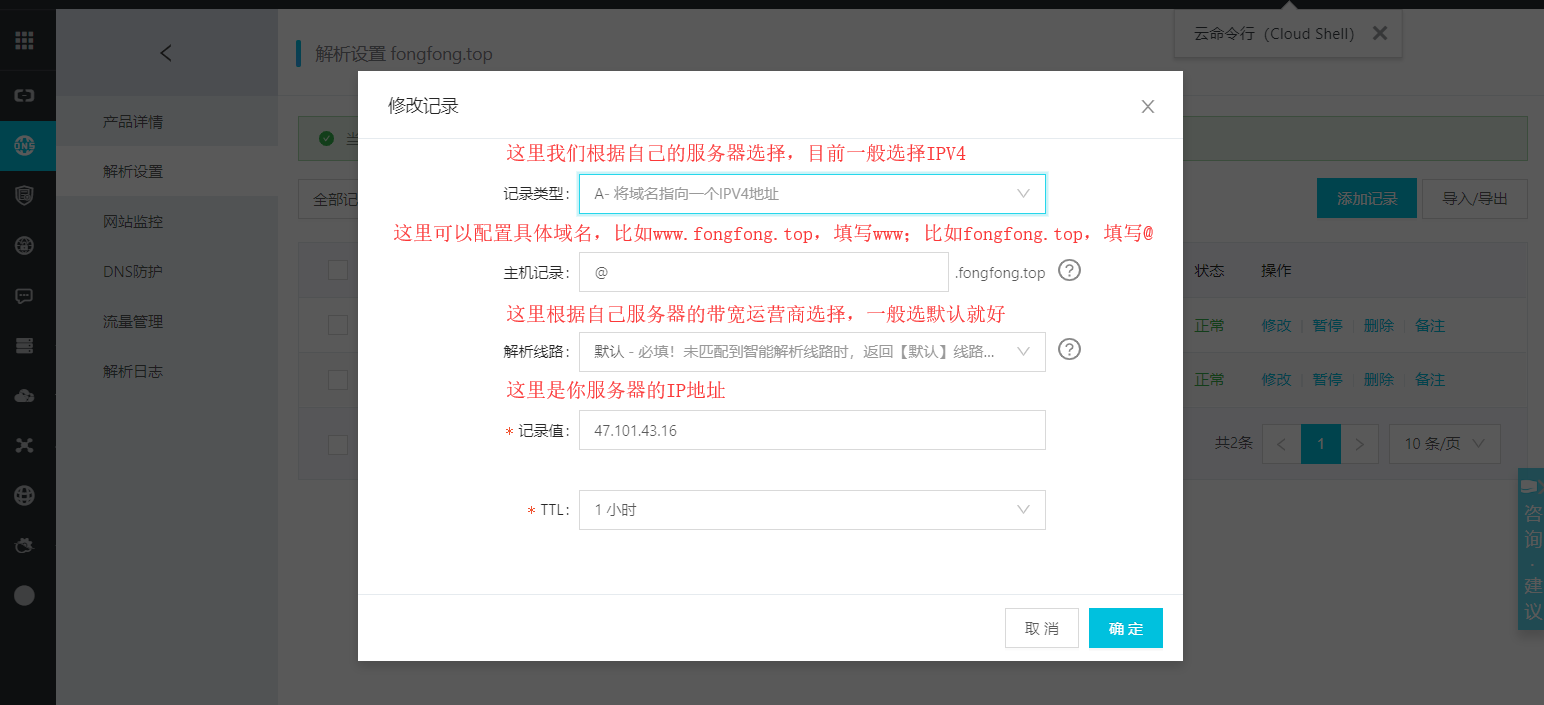 云命令行（Cloud Shell）
解析设置 fongfong.top
修改记录
产品详情
解析设置
网站监控
DNS防护
流量管理
解析日志
DNS
当
全部记
添加记录
导入/导出
这里我们根据自己的服务器选择，目前一般选择IPV4
记录类型: A- 将域名指向一个IPV4地址
这里可以配置具体域名，比如www.fongfong.top，填写www；比如fongfong.top，填写@
主机记录: @ .fongfong.top
这里根据自己服务器的带宽运营商选择，一般选默认就好
解析线路: 默认 - 必填！未匹配到智能解析线路时，返回【默认】线路...
这里是你服务器的IP地址
* 记录值: 47.101.43.16
* TTL: 1 小时
取 消 确 定
状态 操作
正常 修改 暂停 删除 备注
正常 修改 暂停 删除 备注
共2条 < 1 > 10 条/页
咨询·建议